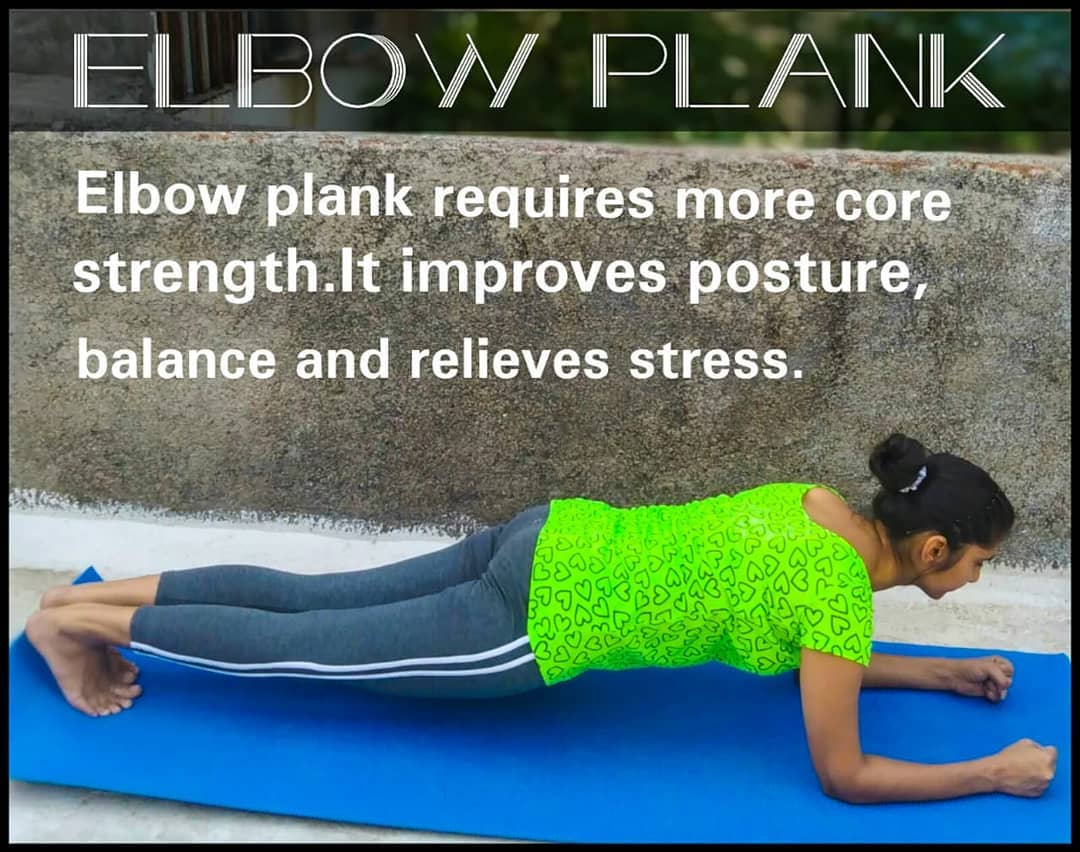 ELBOW PLANK
Elbow plank requires more core
strength.It improves posture,
balance and relieves stress.